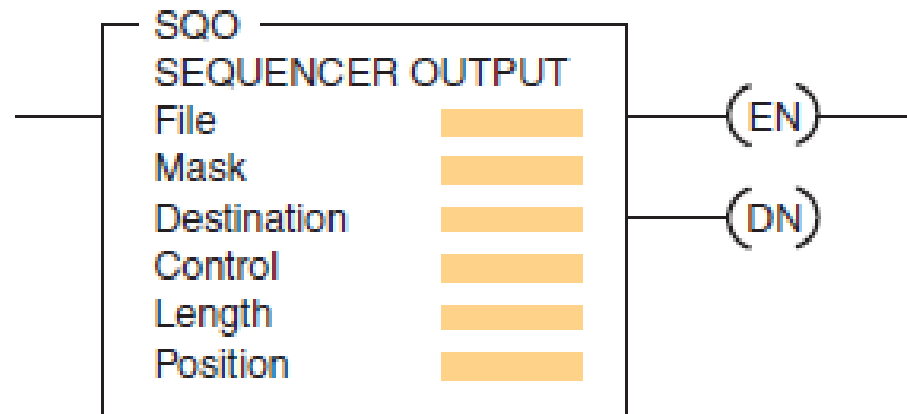 SQO
SEQUENCER OUTPUT
File
(EN)
Mask
Destination
(DN)
Control
Length
Position